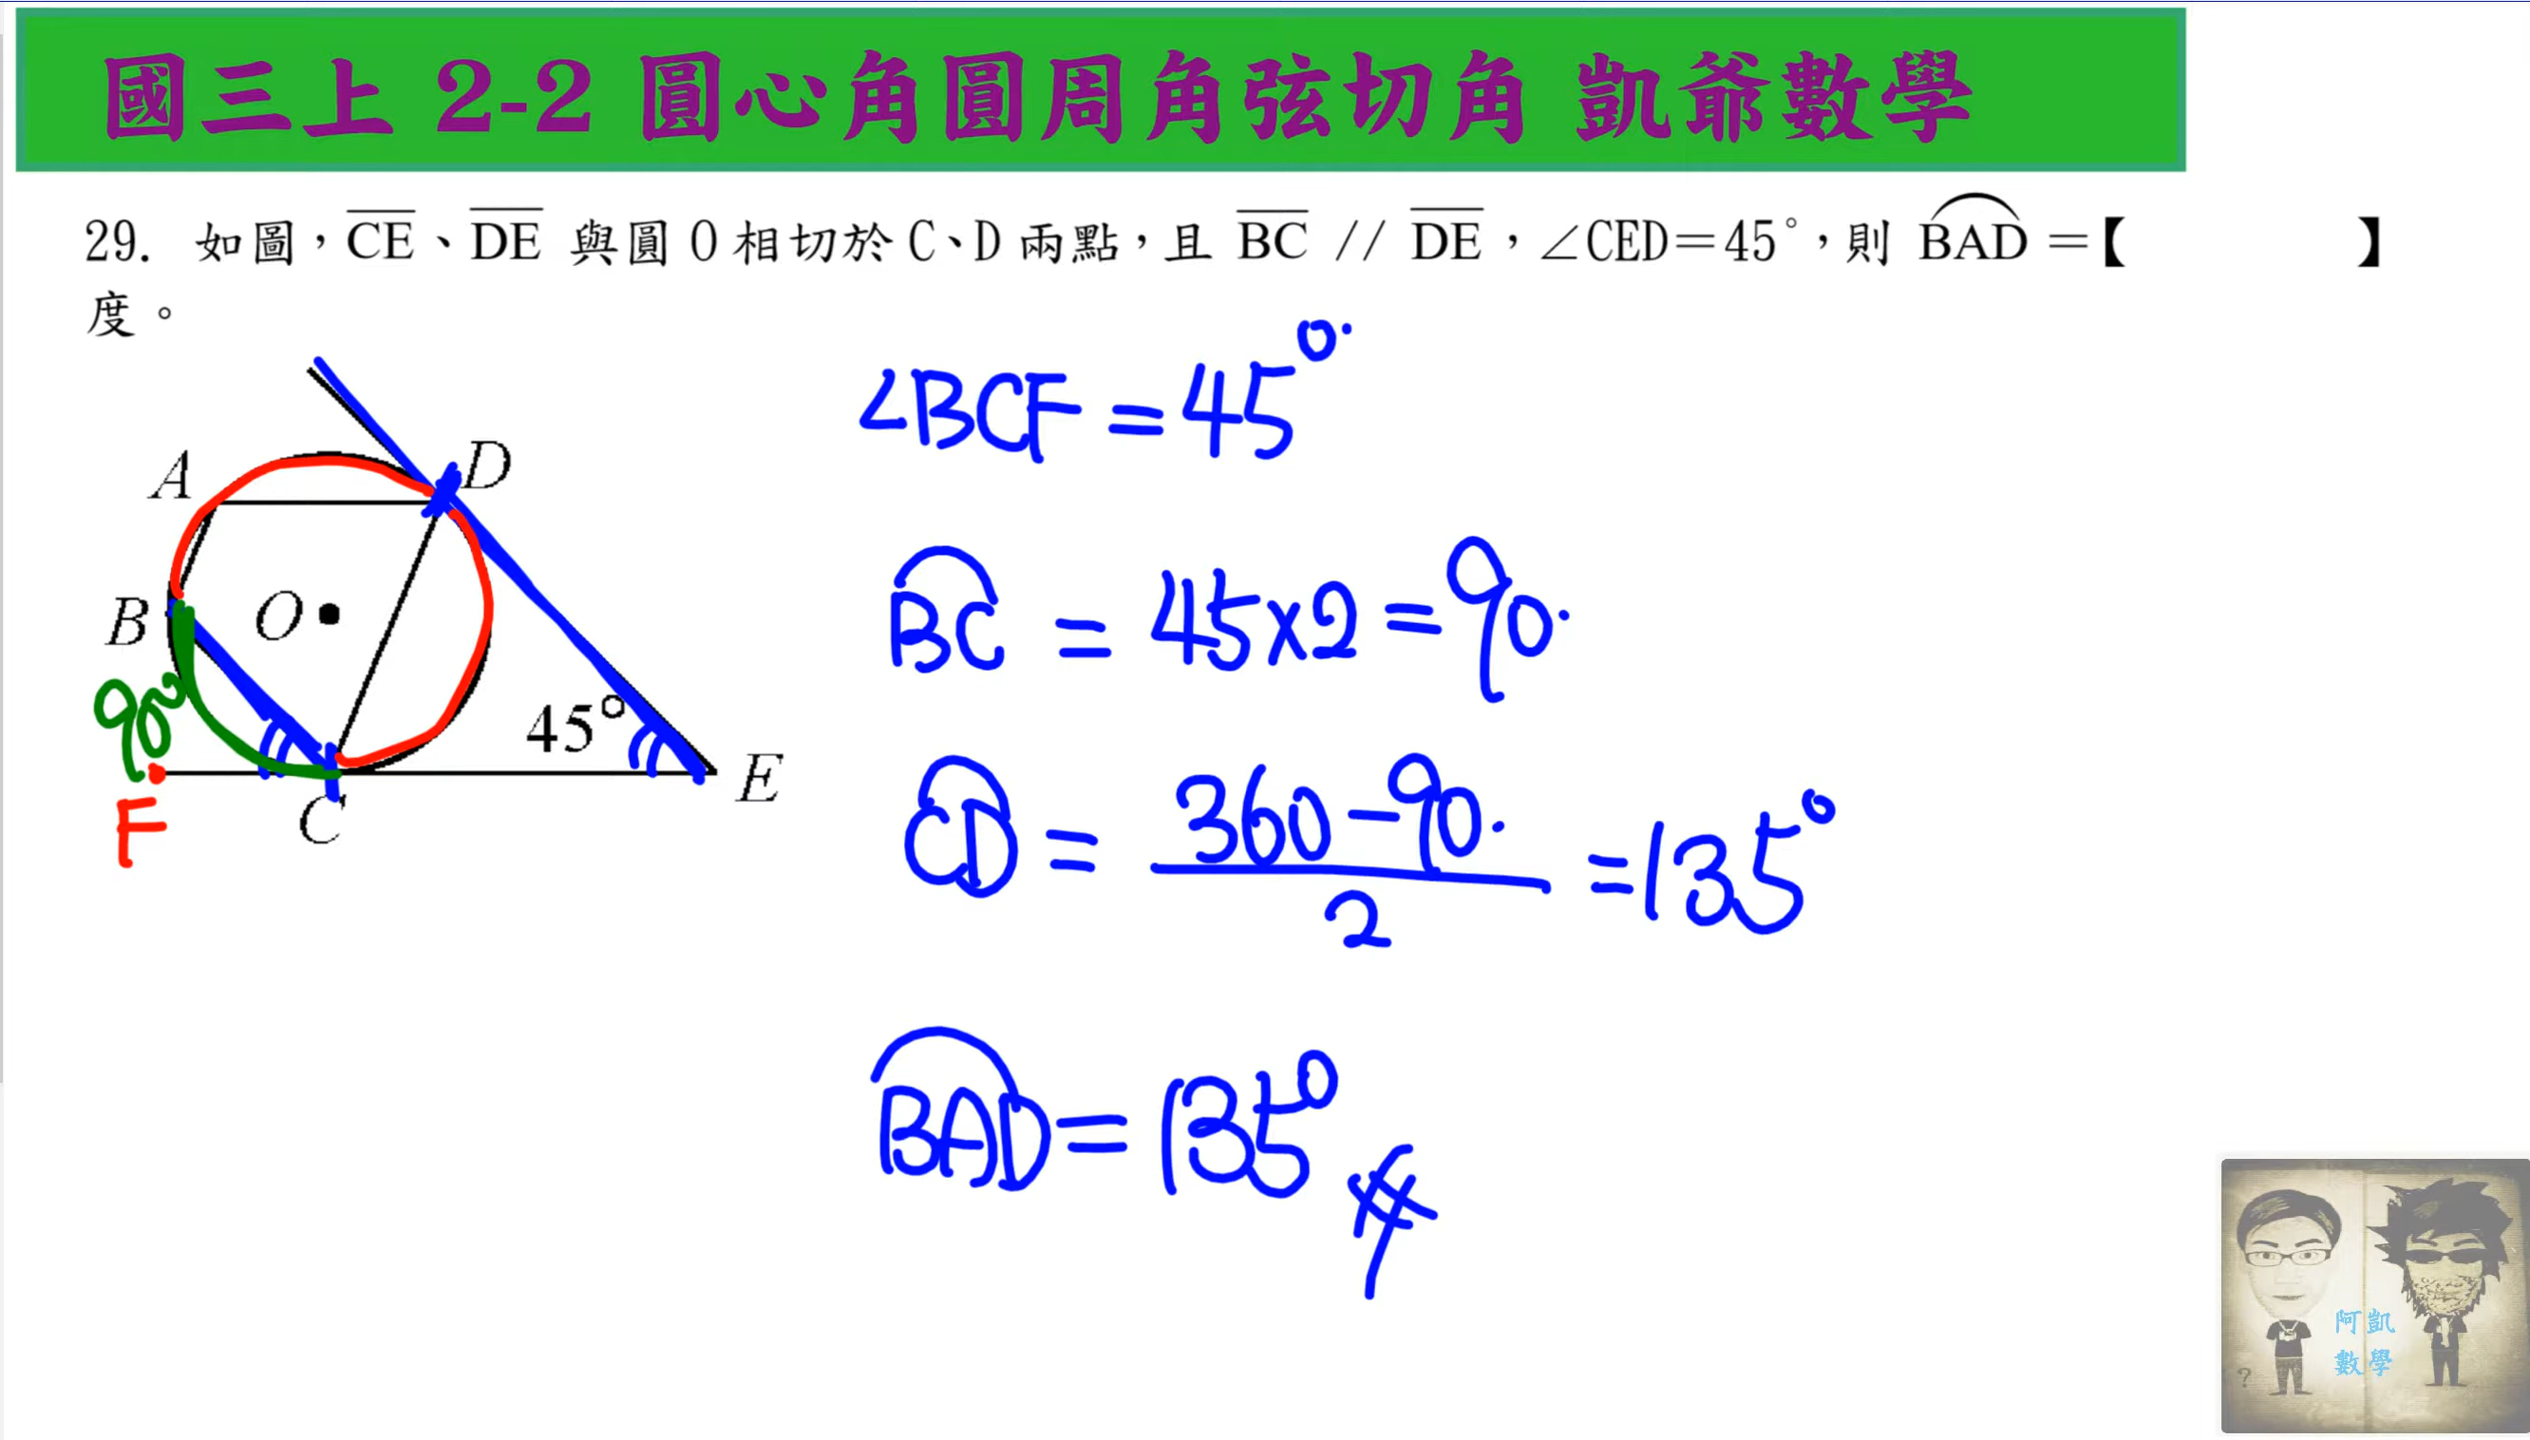 國三上 2-2 圓心角圓周角弦切角 凱爺數學
29. 如圖，CE、DE 與圓 O 相切於 C、D 兩點，且 BC // DE，∠CED＝45°，則 BAD ＝【 】
度。
∠BCF = 45°
BC = 45×2 = 90.
CD = 360-90. / 2 = 135°
BAD = 135° #
A
D
B
O
90°
45°
E
F
C
阿凱
數學
?